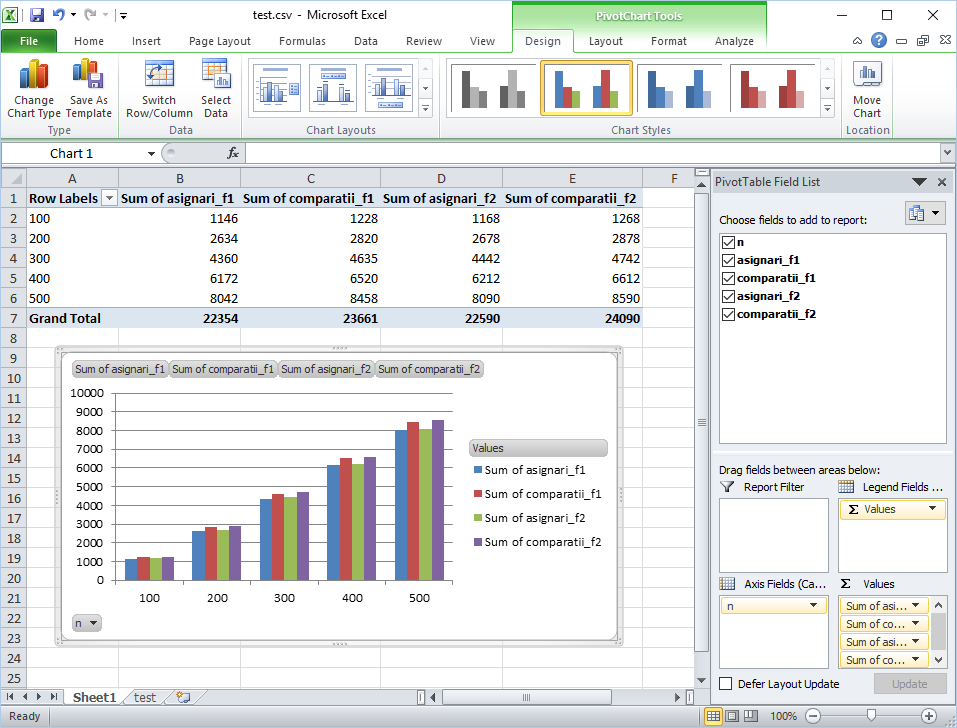 test.csv - Microsoft Excel
PivotChart Tools
File Home Insert Page Layout Formulas Data Review View Design Layout Format Analyze
Change Chart Type
Save As Template
Switch Row/Column
Select Data
Move Chart
Type Data Chart Layouts Chart Styles Location
Chart 1 fx
A B C D E F
1 Row Labels Sum of asignari_f1 Sum of comparatii_f1 Sum of asignari_f2 Sum of comparatii_f2
2 100 1146 1228 1168 1268
3 200 2634 2820 2678 2878
4 300 4360 4635 4442 4742
5 400 6172 6520 6212 6612
6 500 8042 8458 8090 8590
7 Grand Total 22354 23661 22590 24090
8
9
10
11
12
13
14
15
16
17
18
19
20
21
22
23
24
25
Sum of asignari_f1 Sum of comparatii_f1 Sum of asignari_f2 Sum of comparatii_f2
10000
9000
8000
7000
6000
5000
4000
3000
2000
1000
0
100 200 300 400 500
Values
Sum of asignari_f1
Sum of comparatii_f1
Sum of asignari_f2
Sum of comparatii_f2
n
PivotTable Field List
Choose fields to add to report:
n
asignari_f1
comparatii_f1
asignari_f2
comparatii_f2
Drag fields between areas below:
Report Filter
Legend Fields ...
Σ Values
Axis Fields (Ca...
Σ Values
n
Sum of asi...
Sum of co...
Sum of asi...
Sum of co...
Defer Layout Update
Update
Sheet1 test
Ready
100%